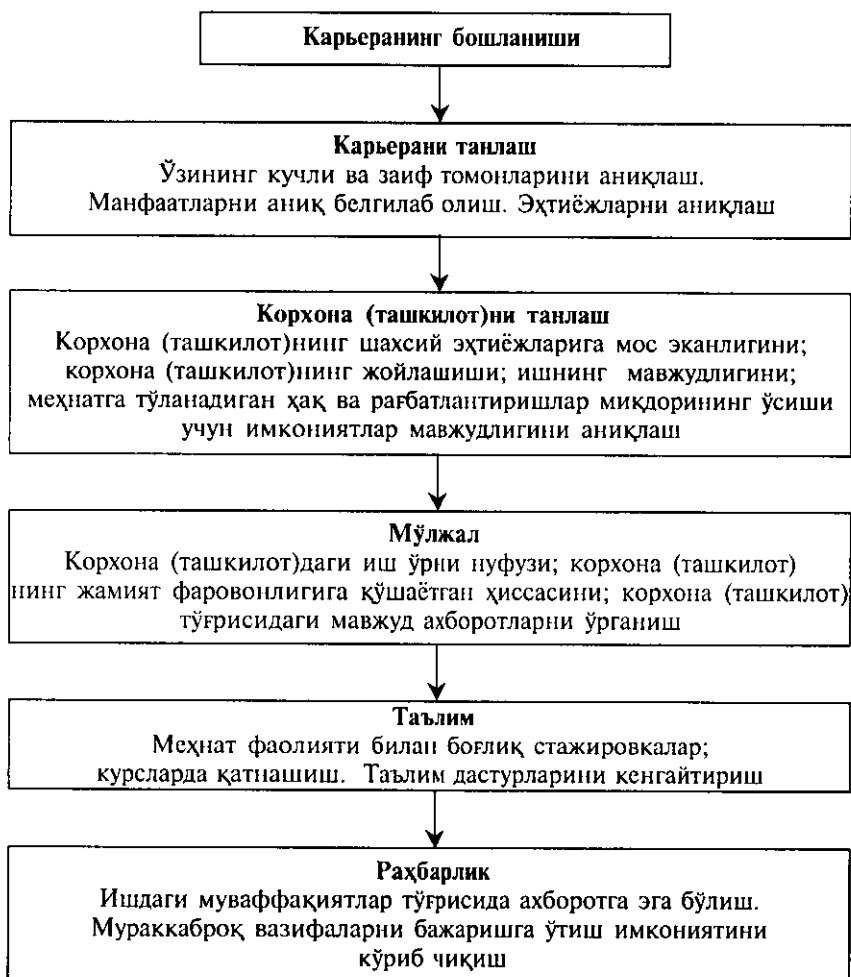 Карьеранинг бошланиши
Карьерани танлаш
Ўзининг кучли ва заиф томонларини аниқлаш.
Манфаатларни аниқ белгилаб олиш. Эҳтиёжларни аниқлаш
Корхона (ташкилот)ни танлаш
Корхона (ташкилот)нинг шахсий эҳтиёжларига мос эканлигини;
корхона (ташкилот)нинг жойлашиши; ишнинг мавжудлигини;
меҳнатга тўланадиган ҳақ ва рағбатлантиришлар миқдорининг ўсиши
учун имкониятлар мавжудлигини аниқлаш
Мўлжал
Корхона (ташкилот)даги иш ўрни нуфузи; корхона (ташкилот)
нинг жамият фаровонлигига қўшаётган ҳиссасини; корхона (ташкилот)
тўғрисидаги мавжуд ахборотларни ўрганиш
Таълим
Меҳнат фаолияти билан боғлиқ стажировкалар;
курсларда қатнашиш. Таълим дастурларини кенгайтириш
Раҳбарлик
Ишдаги муваффақиятлар тўғрисида ахборотга эга бўлиш.
Мураккаброқ вазифаларни бажаришга ўтиш имкониятини
кўриб чиқиш